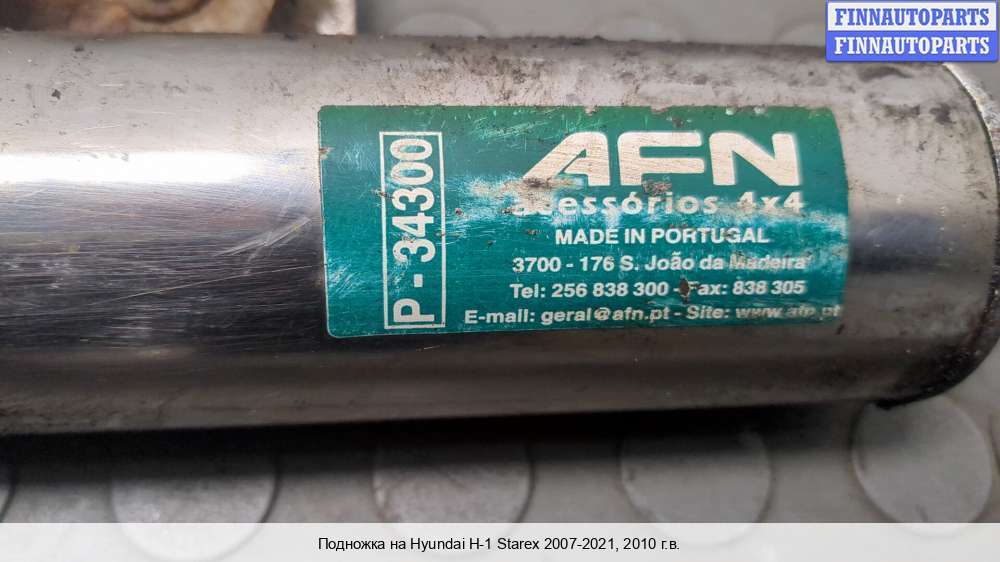 FINNAUTOPARTS
FINNAUTOPARTS
P - 34300
AFN
acessórios 4x4
MADE IN PORTUGAL
3700 - 176 S. João da Madeira
Tel: 256 838 300 - Fax: 838 305
E-mail: geral@afn.pt - Site: www.afn.pt
Подножка на Hyundai H-1 Starex 2007-2021, 2010 г.в.